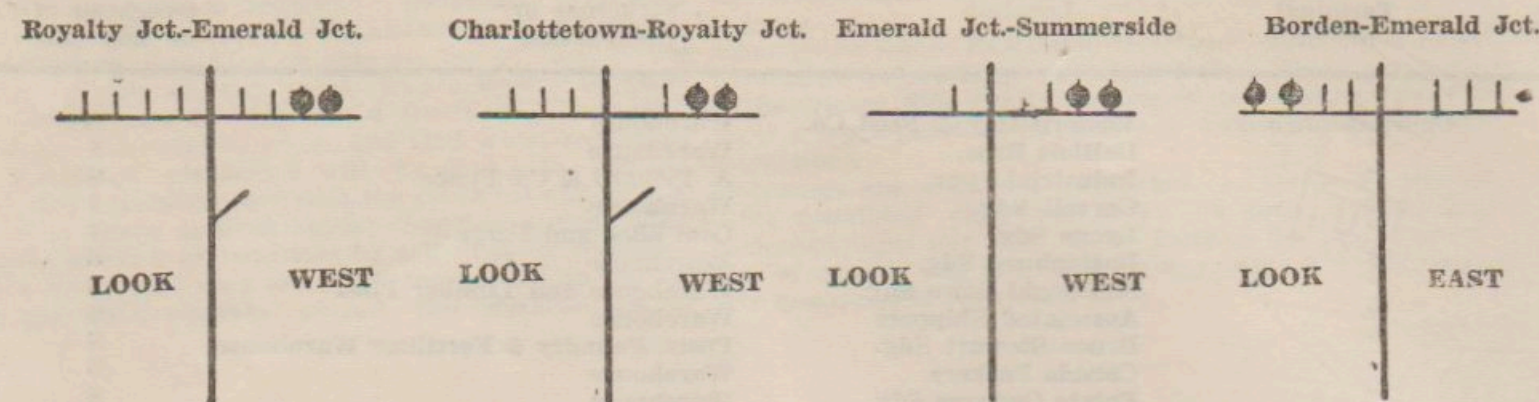 Royalty Jct.-Emerald Jct. Charlottetown-Royalty Jct. Emerald Jct.-Summerside Borden-Emerald Jct.
LOOK WEST LOOK WEST LOOK WEST LOOK EAST